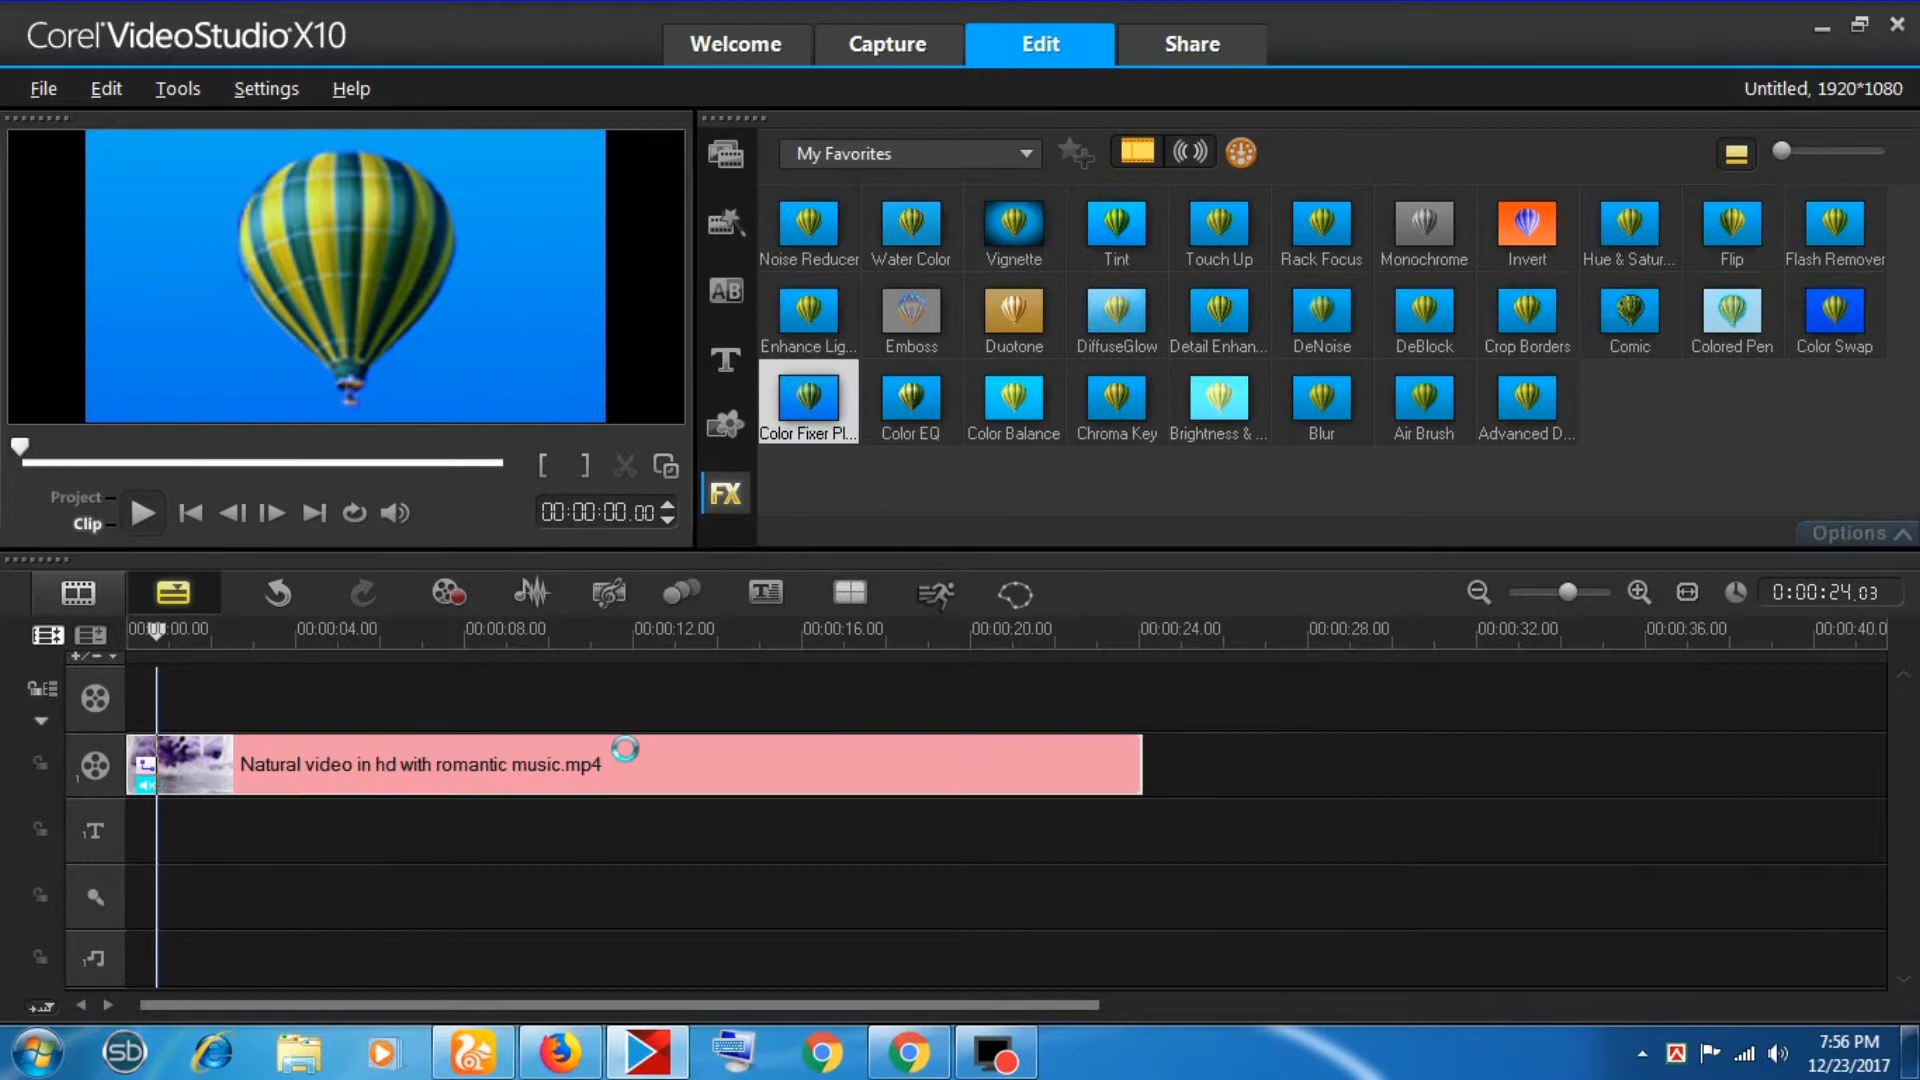 Corel VideoStudio X10
Welcome
Capture
Edit
Share
File
Edit
Tools
Settings
Help
Untitled, 1920*1080
My Favorites
Noise Reducer
Water Color
Vignette
Tint
Touch Up
Rack Focus
Monochrome
Invert
Hue & Satur...
Flip
Flash Remover
Enhance Lig...
Emboss
Duotone
DiffuseGlow
Detail Enhan...
DeNoise
DeBlock
Crop Borders
Comic
Colored Pen
Color Swap
Color Fixer Pl...
Color EQ
Color Balance
Chroma Key
Brightness & ...
Blur
Air Brush
Advanced D...
AB
T
FX
Project
Clip
[ ]
00:00:00.00
Options
0:00:24.03
00:00:04.00
00:00:08.00
00:00:12.00
00:00:16.00
00:00:20.00
00:00:24.00
00:00:28.00
00:00:32.00
00:00:36.00
00:00:40.0
Natural video in hd with romantic music.mp4
1
1T
1
sb
7:56 PM
12/23/2017